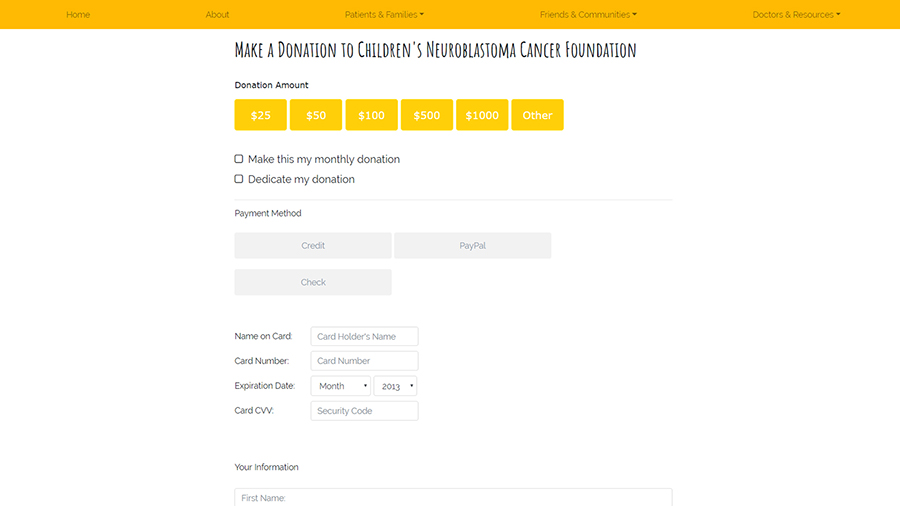 Home About Patients & Families Friends & Communities Doctors & Resources
Make a Donation to Children's Neuroblastoma Cancer Foundation
Donation Amount
$25 $50 $100 $500 $1000 Other
Make this my monthly donation
Dedicate my donation
Payment Method
Credit PayPal
Check
Name on Card: Card Holder's Name
Card Number: Card Number
Expiration Date: Month 2013
Card CVV: Security Code
Your Information
First Name: